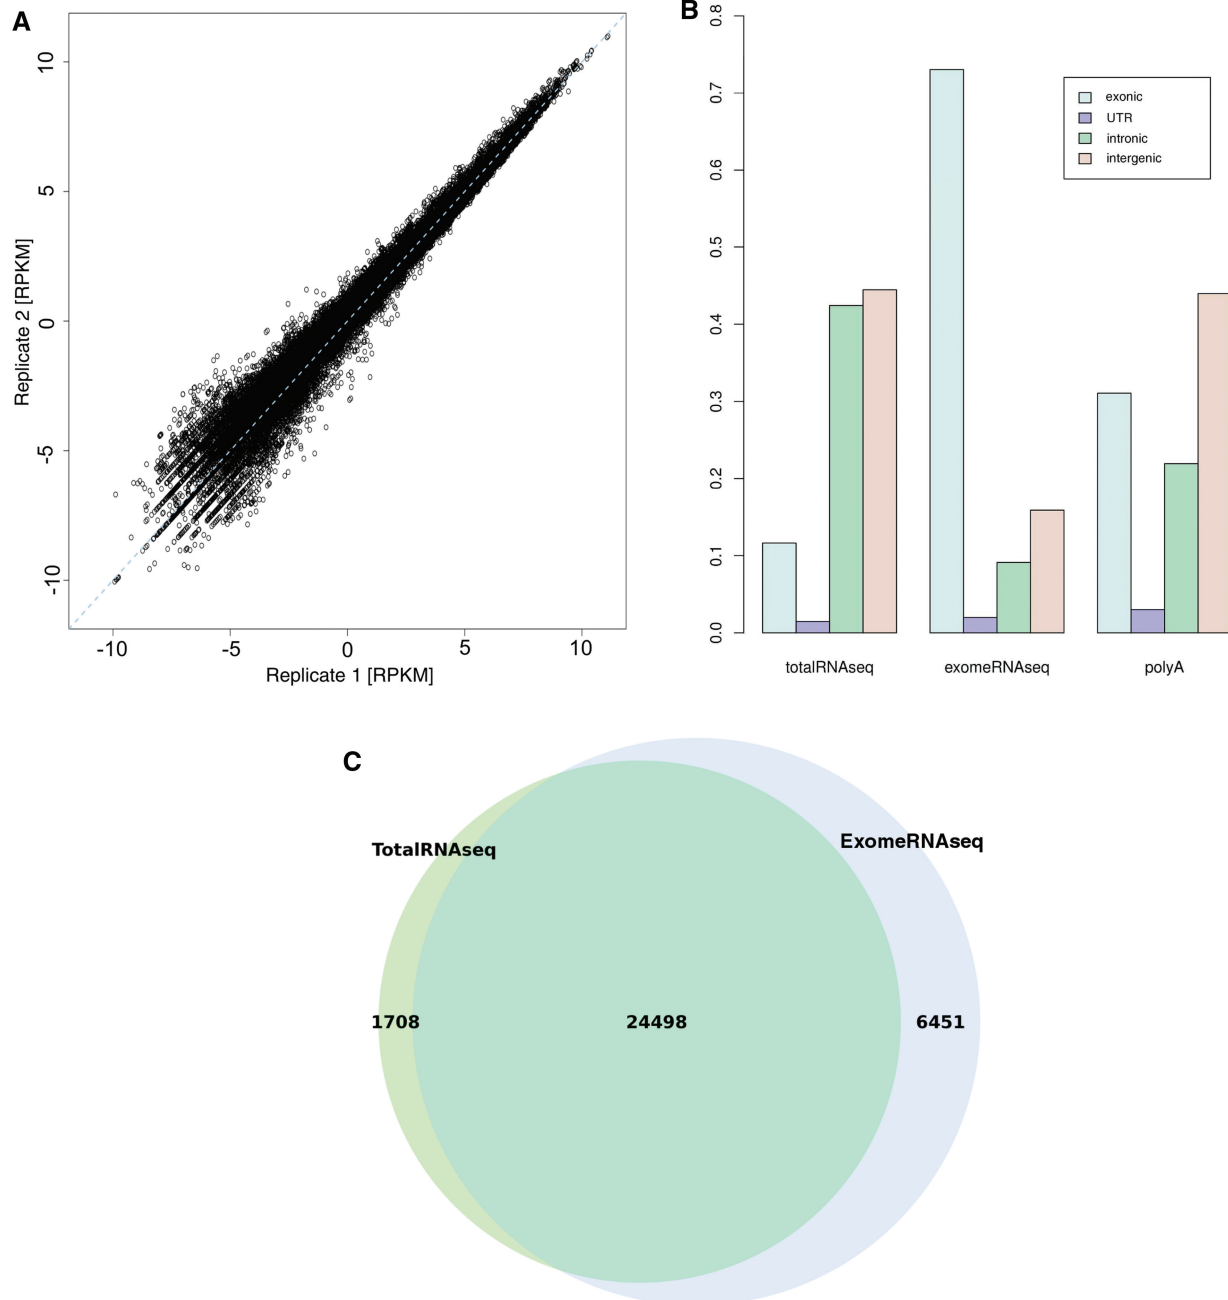 A
10
5
0
-5
-10
Replicate 2 [RPKM]
-10 -5 0 5 10
Replicate 1 [RPKM]
B
0.8
0.7
0.6
0.5
0.4
0.3
0.2
0.1
0.0
exonic
UTR
intronic
intergenic
totalRNAseq exomeRNAseq polyA
C
TotalRNAseq
ExomeRNAseq
1708 24498 6451